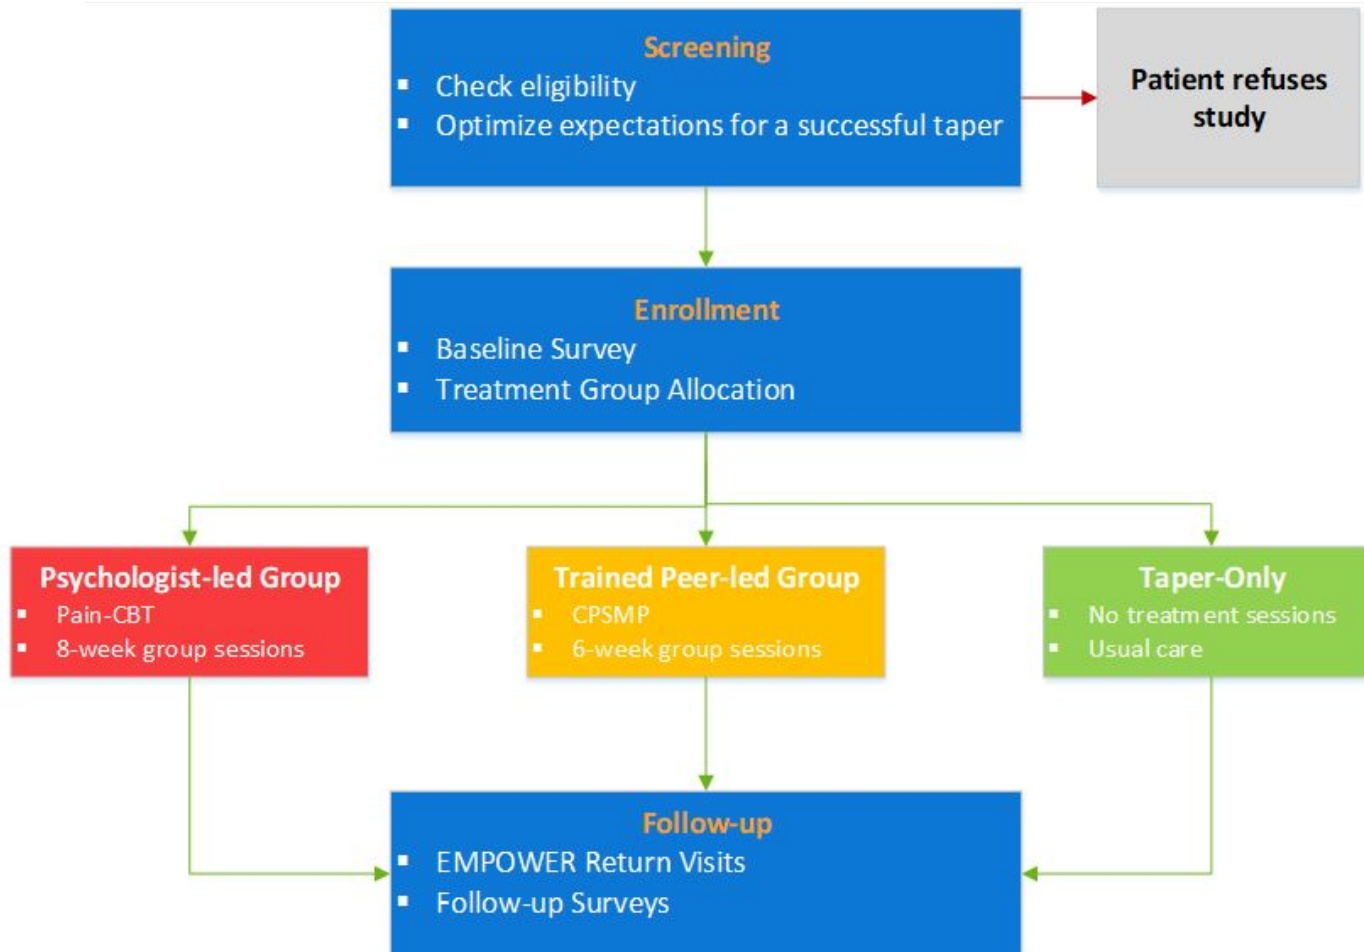 Screening
▪ Check eligibility
▪ Optimize expectations for a successful taper
Patient refuses
study
Enrollment
▪ Baseline Survey
▪ Treatment Group Allocation
Psychologist-led Group
▪ Pain-CBT
▪ 8-week group sessions
Trained Peer-led Group
▪ CPSMP
▪ 6-week group sessions
Taper-Only
▪ No treatment sessions
▪ Usual care
Follow-up
▪ EMPOWER Return Visits
▪ Follow-up Surveys